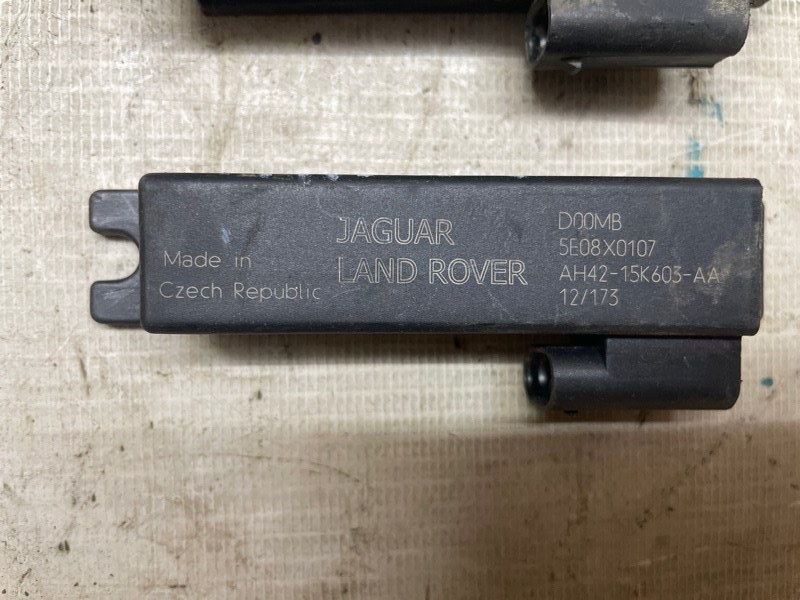 Made in
Czech Republic
JAGUAR
LAND ROVER
D00MB
5E08X0107
AH42-15K603-AA
12/173